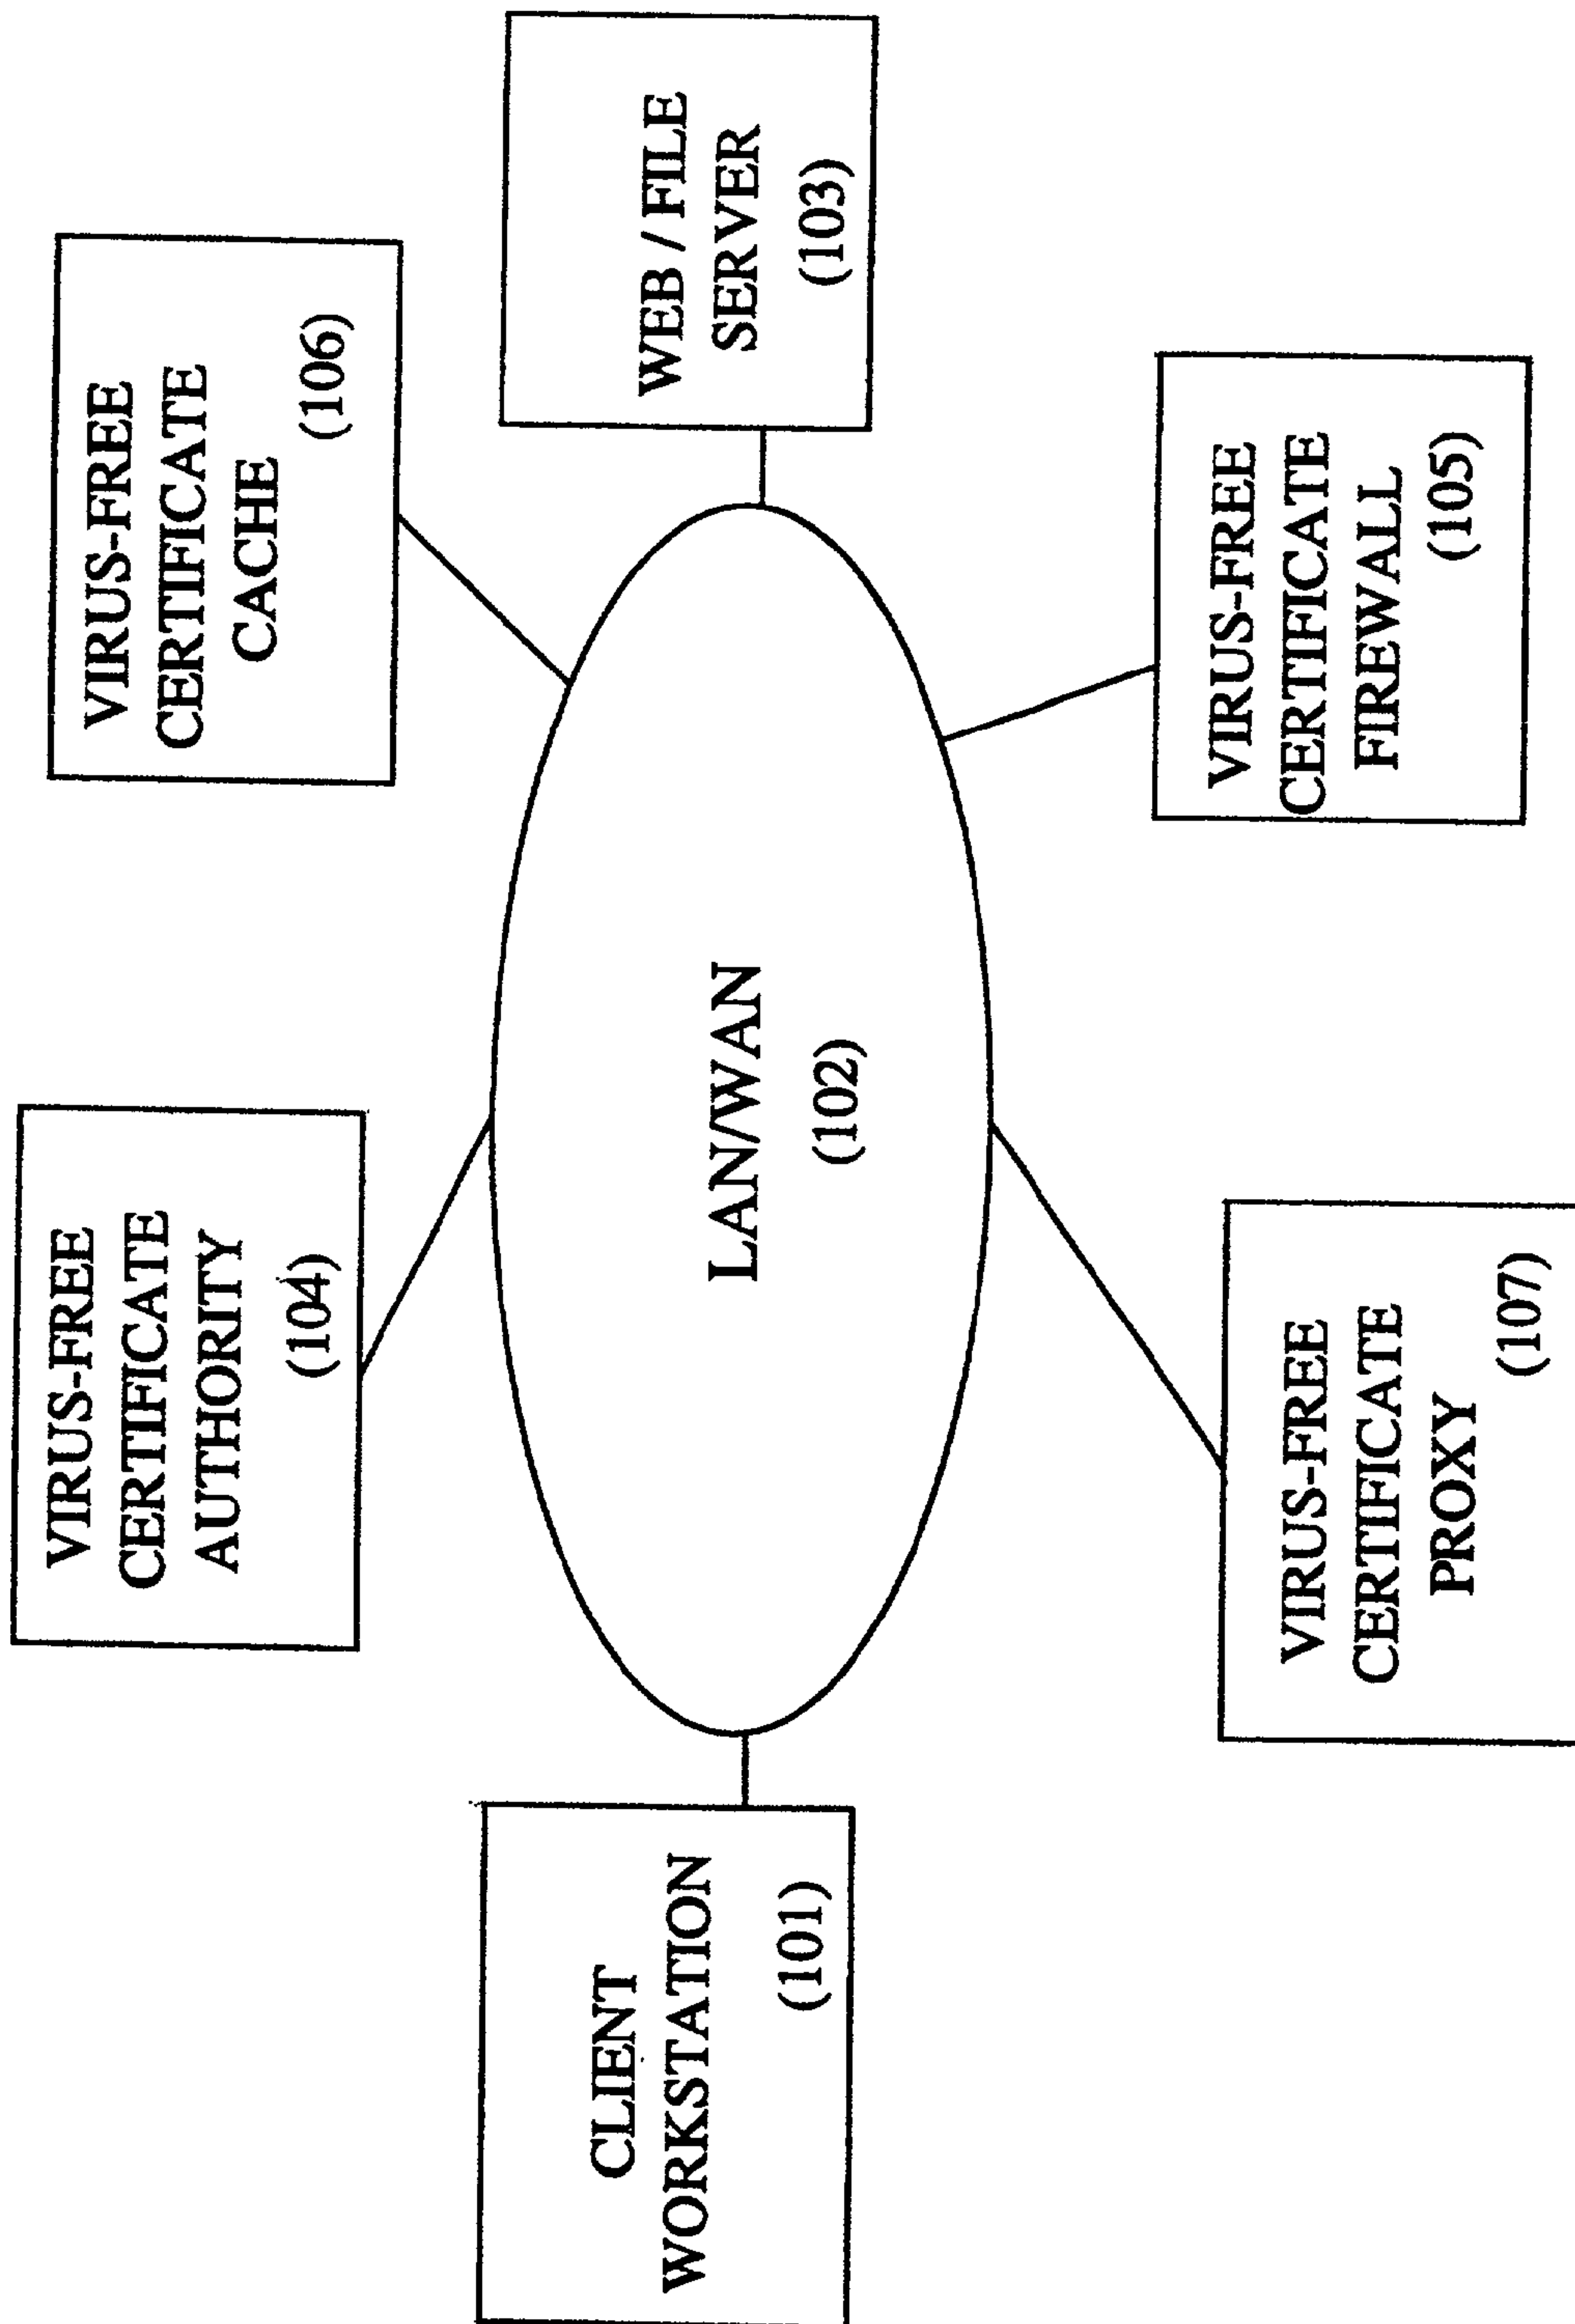 VIRUS-FREE
CERTIFICATE
AUTHORITY
(104)
VIRUS-FREE
CERTIFICATE
CACHE
(106)
CLIENT
WORKSTATION
(101)
LAN/WAN
(102)
WEB / FILE
SERVER
(103)
VIRUS-FREE
CERTIFICATE
PROXY
(107)
VIRUS-FREE
CERTIFICATE
FIREWALL
(105)